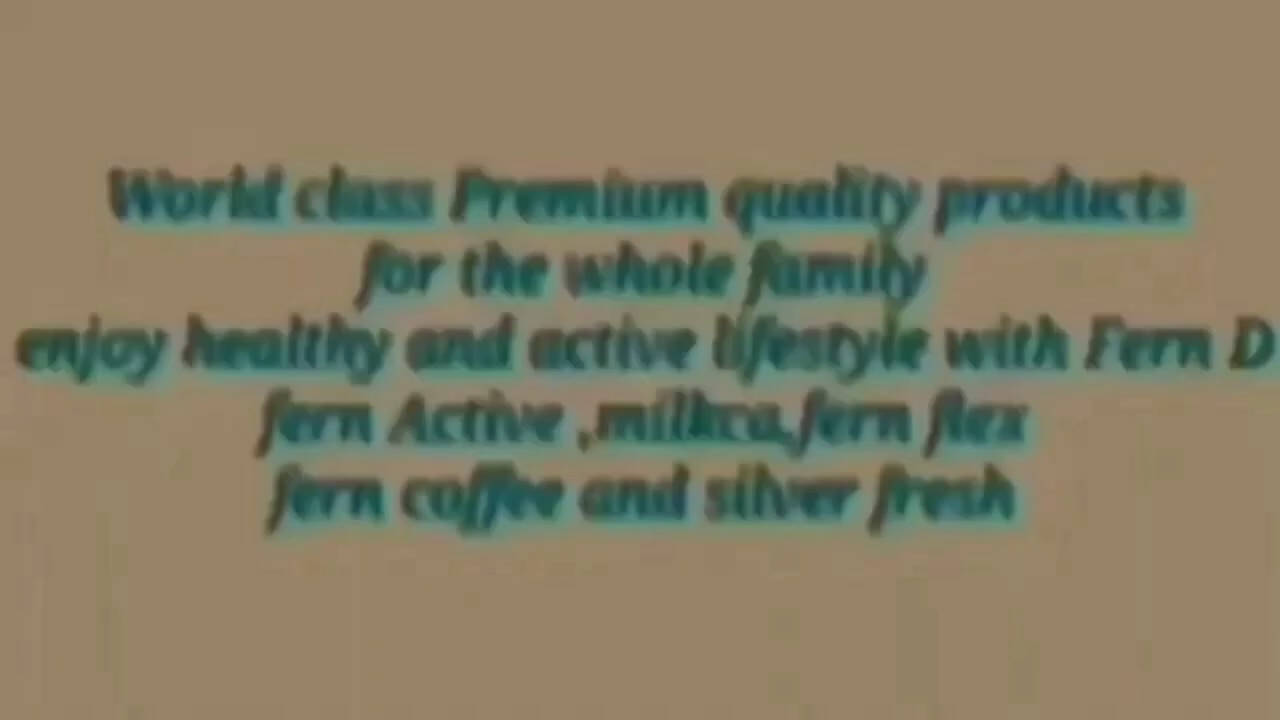 World class Premium quality products
for the whole family
enjoy healthy and active lifestyle with Fern D
fern Active ,milkca,fern flex
fern coffee and silver fresh